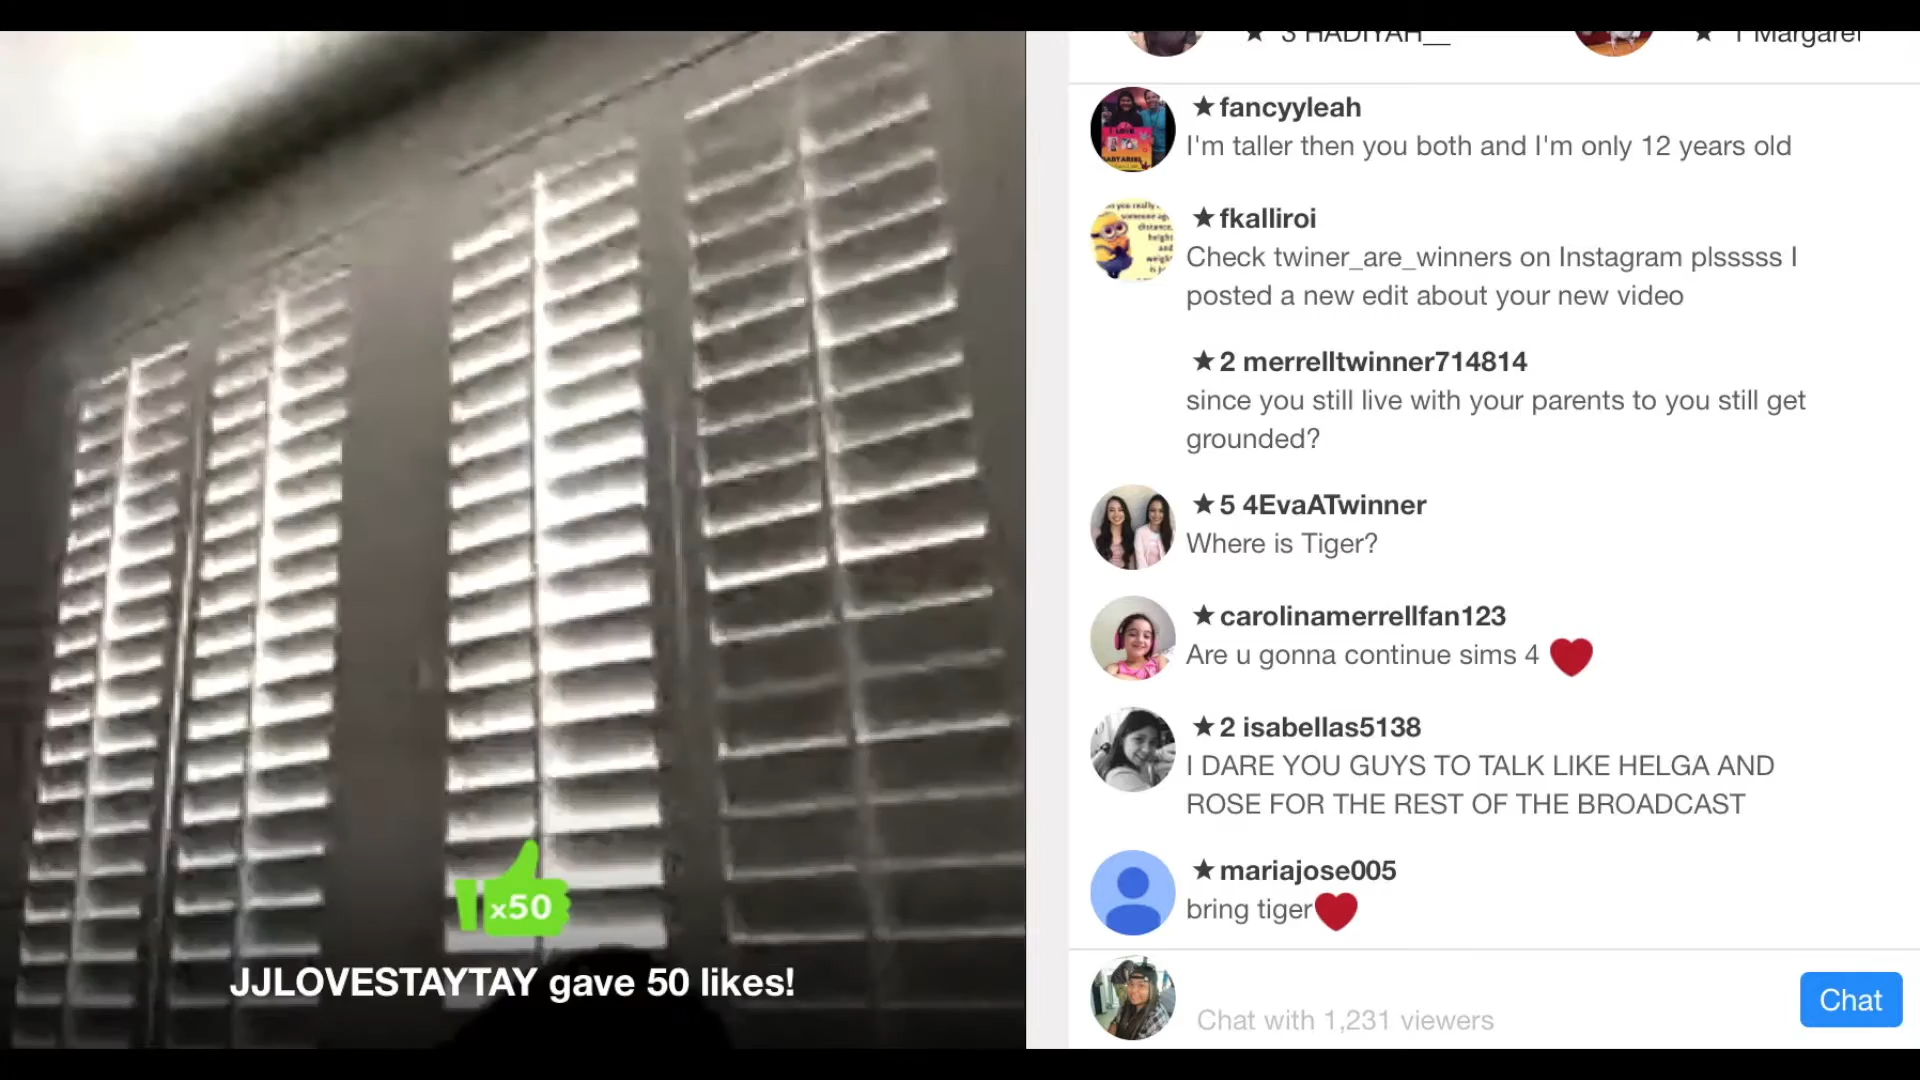 ★ 3 HADIYAH__
★ 1 Margaret
★ fancyyleah
I'm taller then you both and I'm only 12 years old
★ fkalliroi
Check twiner_are_winners on Instagram plsssss I
posted a new edit about your new video
★ 2 merrelltwinner714814
since you still live with your parents to you still get
grounded?
★ 5 4EvaATwinner
Where is Tiger?
★ carolinamerrellfan123
Are u gonna continue sims 4 ❤
★ 2 isabellas5138
I DARE YOU GUYS TO TALK LIKE HELGA AND
ROSE FOR THE REST OF THE BROADCAST
★ mariajose005
bring tiger❤
x50
JJLOVESTAYTAY gave 50 likes!
Chat with 1,231 viewers
Chat